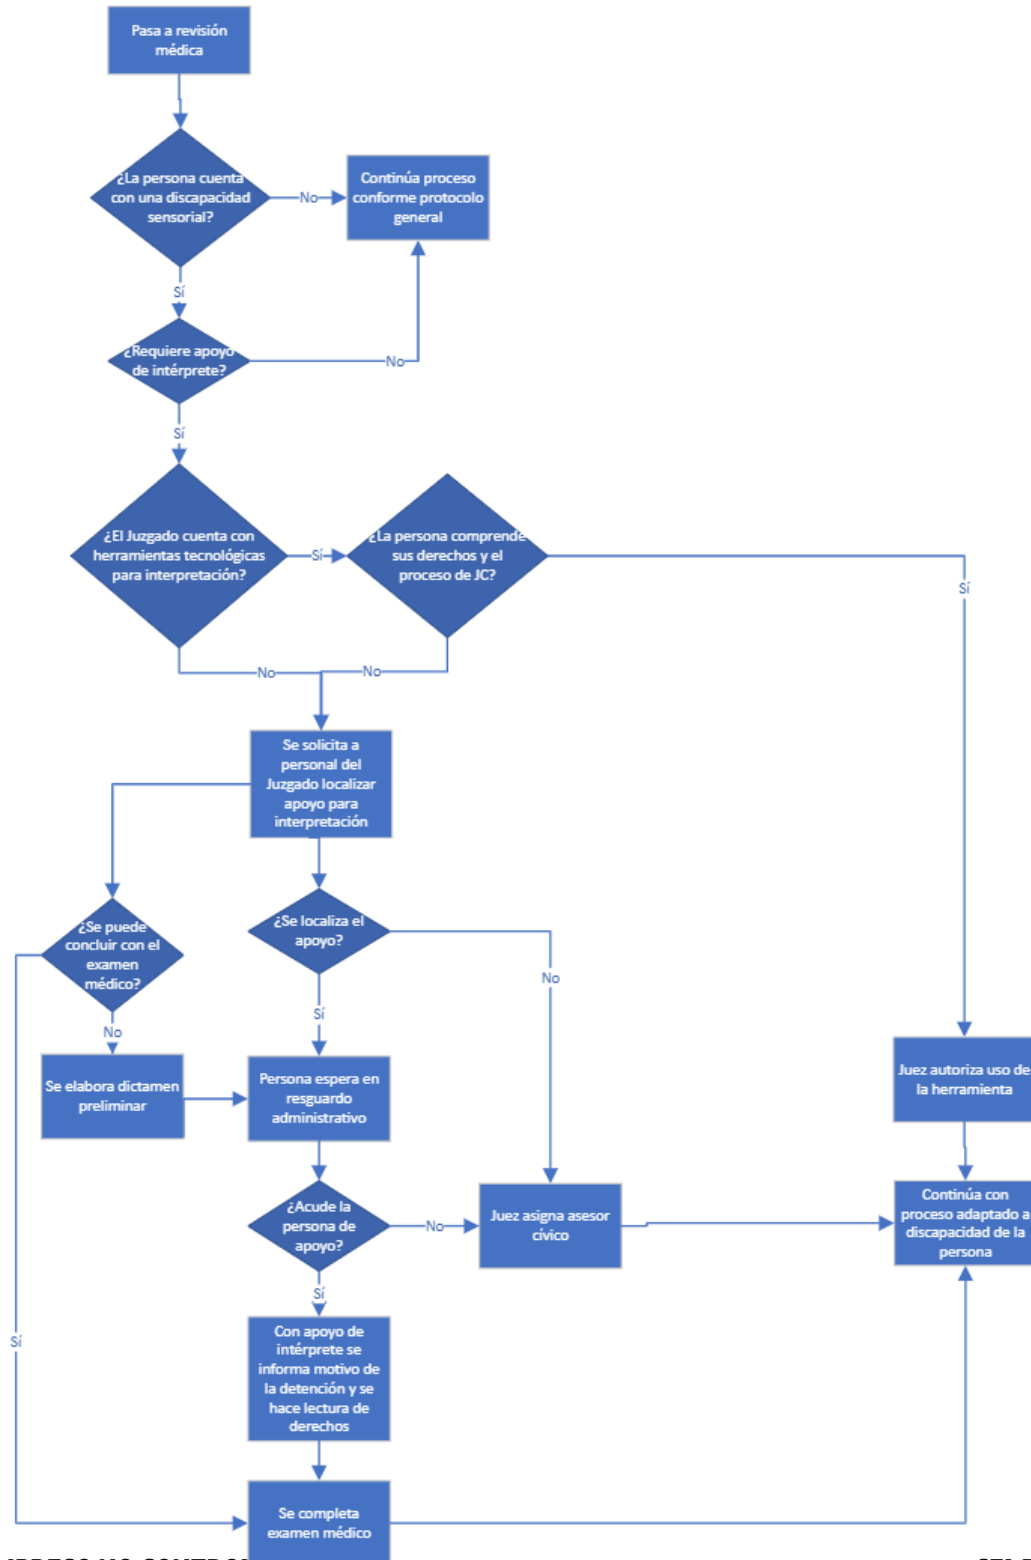 Pasa a revisión
médica
¿La persona cuenta
con una discapacidad
sensorial?
No
Continúa proceso
conforme protocolo
general
Sí
¿Requiere apoyo
de intérprete?
No
Sí
¿El Juzgado cuenta con
herramientas tecnológicas
para interpretación?
Sí
¿La persona comprende
sus derechos y el
proceso de JC?
Sí
No
No
Se solicita a
personal del
Juzgado localizar
apoyo para
interpretación
¿Se puede
concluir con el
examen
médico?
¿Se localiza el
apoyo?
No
Sí
No
Se elabora dictamen
preliminar
Persona espera en
resguardo
administrativo
Juez autoriza uso de
la herramienta
¿Acude la
persona de
apoyo?
No
Juez asigna asesor
cívico
Continúa con
proceso adaptado a
discapacidad de la
persona
Sí
Sí
Con apoyo de
intérprete se
informa motivo de
la detención y se
hace lectura de
derechos
Se completa
examen médico